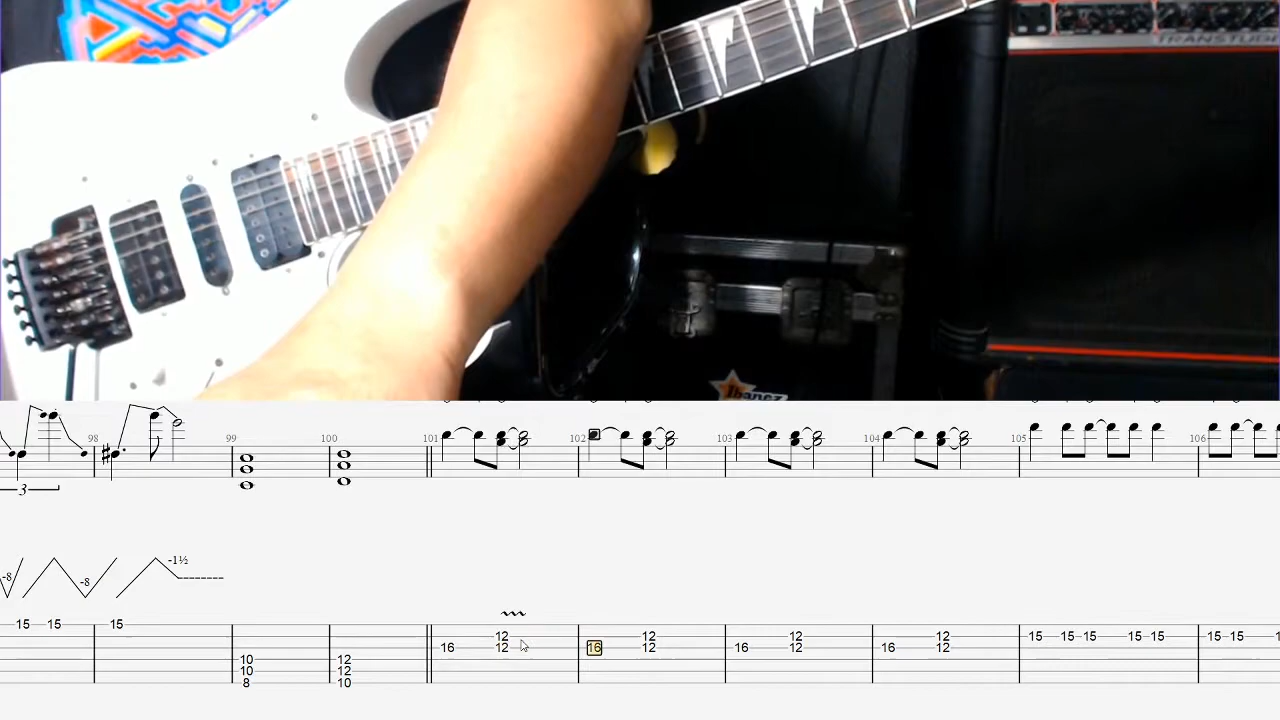 TRANSTUBE
Ibanez
98 99 100 101 102 103 104 105 106
3
-8 -8 -1½
15 15 15
12 12 12 12 15 15 15 15 15 15 15
16 12 16 12 16 12 16 12
10 12
10 12
8 10